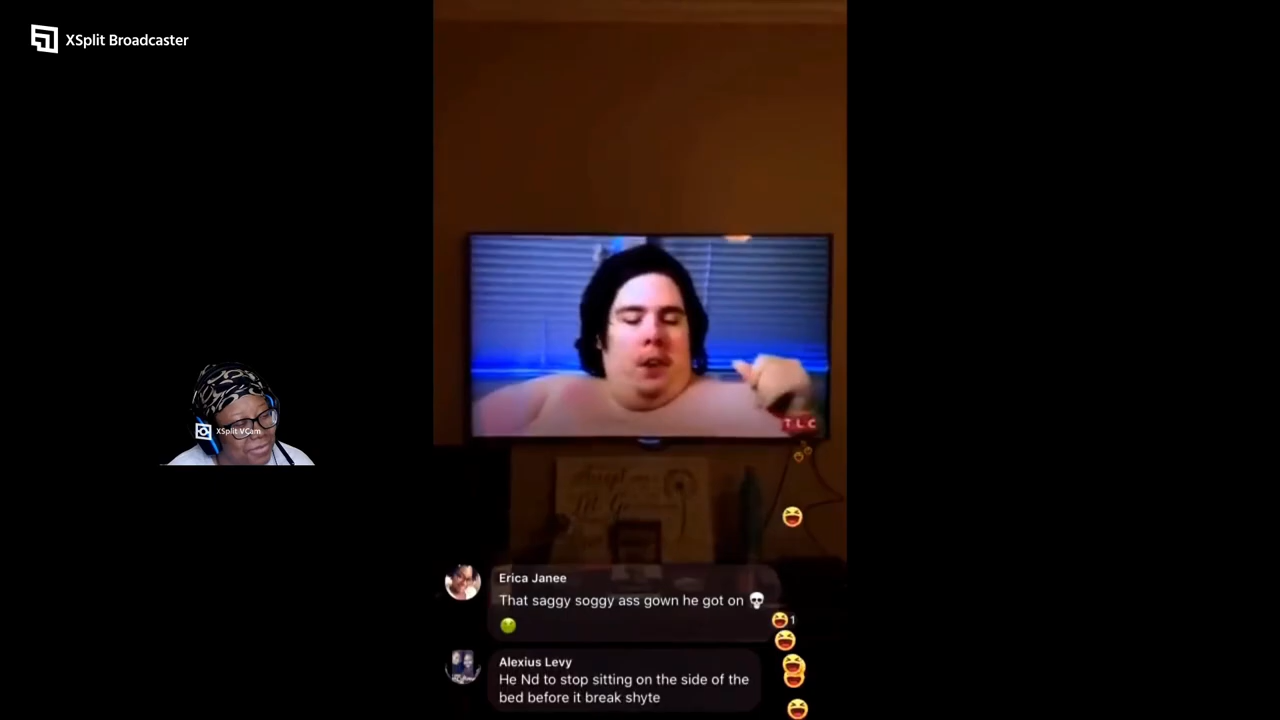 XSplit Broadcaster
XSplit VCam
TLC
Erica Janee
That saggy soggy ass gown he got on 💀
🤢
1
Alexius Levy
He Nd to stop sitting on the side of the
bed before it break shyte